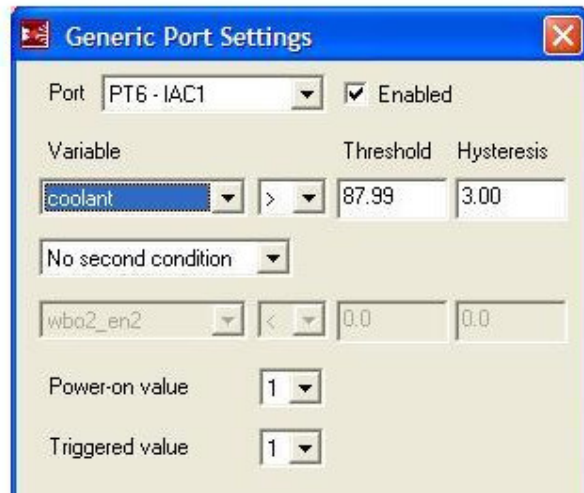 Generic Port Settings
Port PT6 - IAC1 Enabled
Variable Threshold Hysteresis
coolant > 87.99 3.00
No second condition
wbo2_en2 < 0.0 0.0
Power-on value 1
Triggered value 1